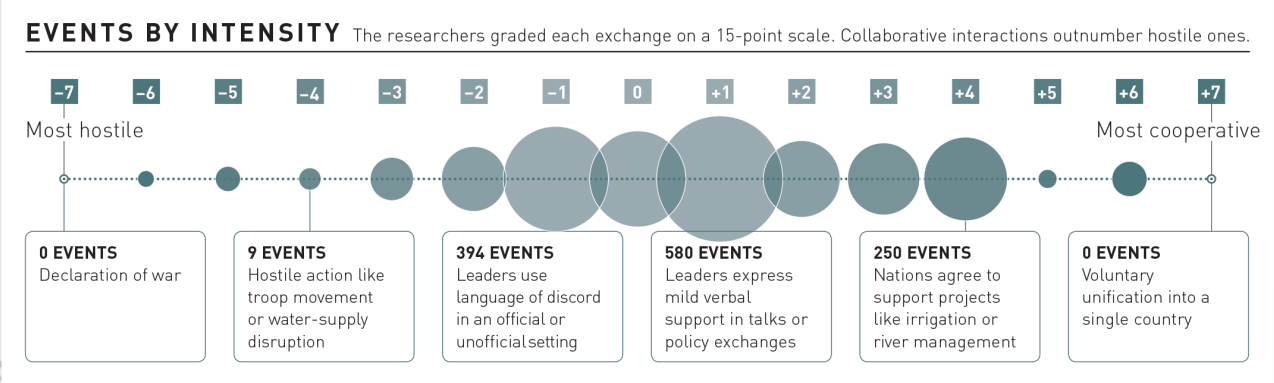 EVENTS BY INTENSITY The researchers graded each exchange on a 15-point scale. Collaborative interactions outnumber hostile ones.
−7 −6 −5 −4 −3 −2 −1 0 +1 +2 +3 +4 +5 +6 +7
Most hostile
Most cooperative
0 EVENTS
Declaration of war
9 EVENTS
Hostile action like
troop movement
or water-supply
disruption
394 EVENTS
Leaders use
language of discord
in an official or
unofficial setting
580 EVENTS
Leaders express
mild verbal
support in talks or
policy exchanges
250 EVENTS
Nations agree to
support projects
like irrigation or
river management
0 EVENTS
Voluntary
unification into a
single country